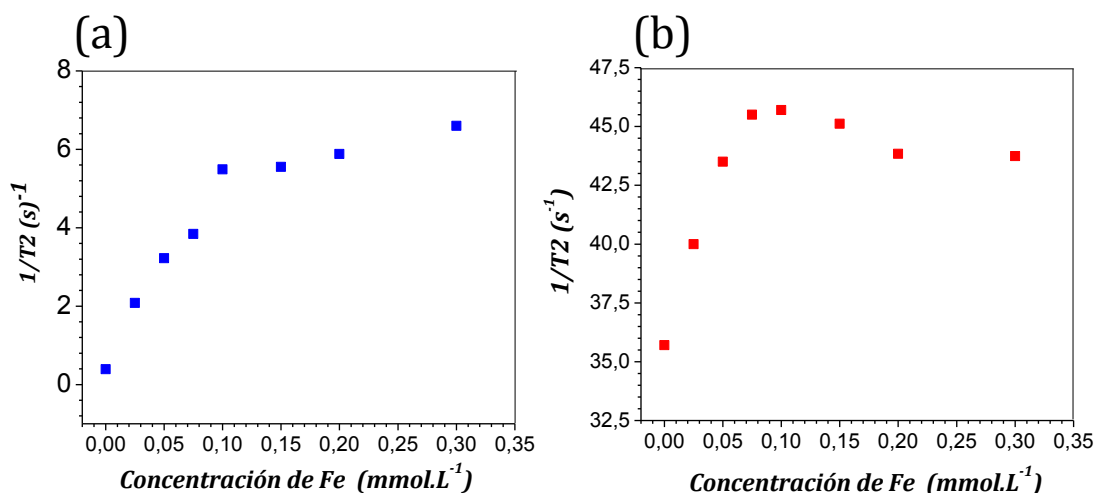 (a)
8
6
4
2
0
1/T2 (s)-1
0,00 0,05 0,10 0,15 0,20 0,25 0,30 0,35
Concentración de Fe (mmol.L-1)
(b)
47,5
45,0
42,5
40,0
37,5
35,0
32,5
1/T2 (s-1)
0,00 0,05 0,10 0,15 0,20 0,25 0,30 0,35
Concentración de Fe (mmol.L-1)